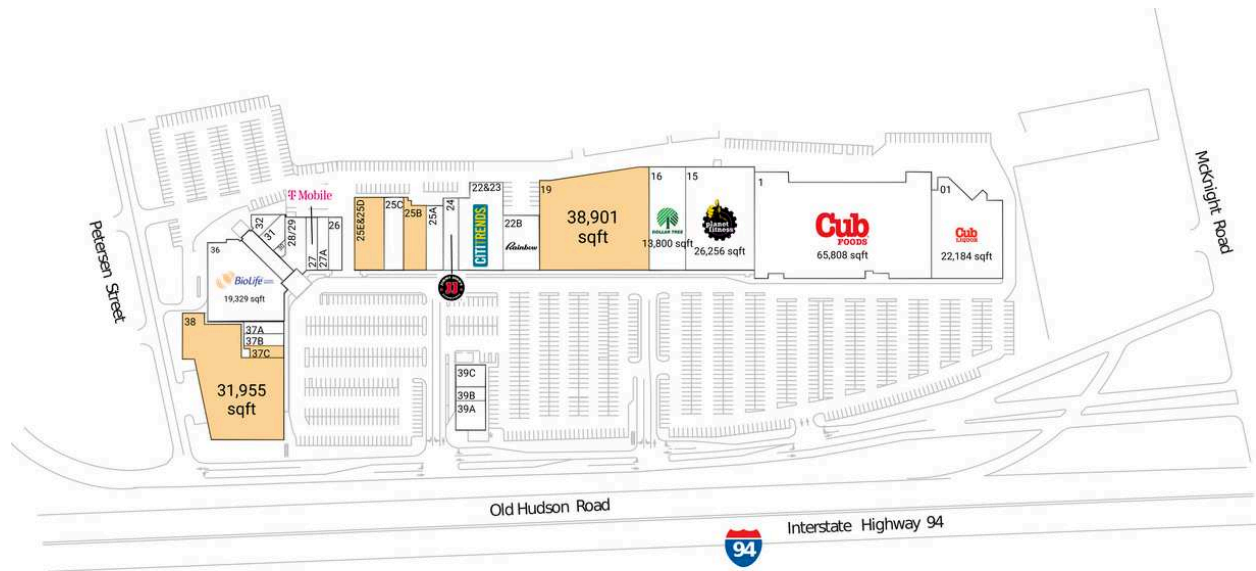 McKnight Road
Petersen Street
T Mobile
32
31
28/29
27
27A
26
25E&25D
25C
25B
25A
24
22&23
CITITRENDS
22B
Rainbow
19
38,901
sqft
16
DOLLAR TREE
13,800 sqft
15
planet
fitness
26,256 sqft
1
Cub
FOODS
65,808 sqft
01
Cub
LIQUOR
22,184 sqft
36
BioLife
19,329 sqft
38
37A
37B
37C
31,955
sqft
39C
39B
39A
Old Hudson Road
Interstate Highway 94
94